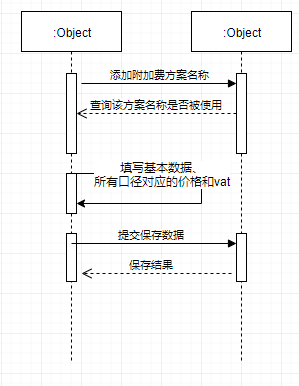 :Object
:Object
添加附加费方案名称
查询该方案名称是否被使用
填写基本数据、
所有口径对应的价格和vat
提交保存数据
保存结果